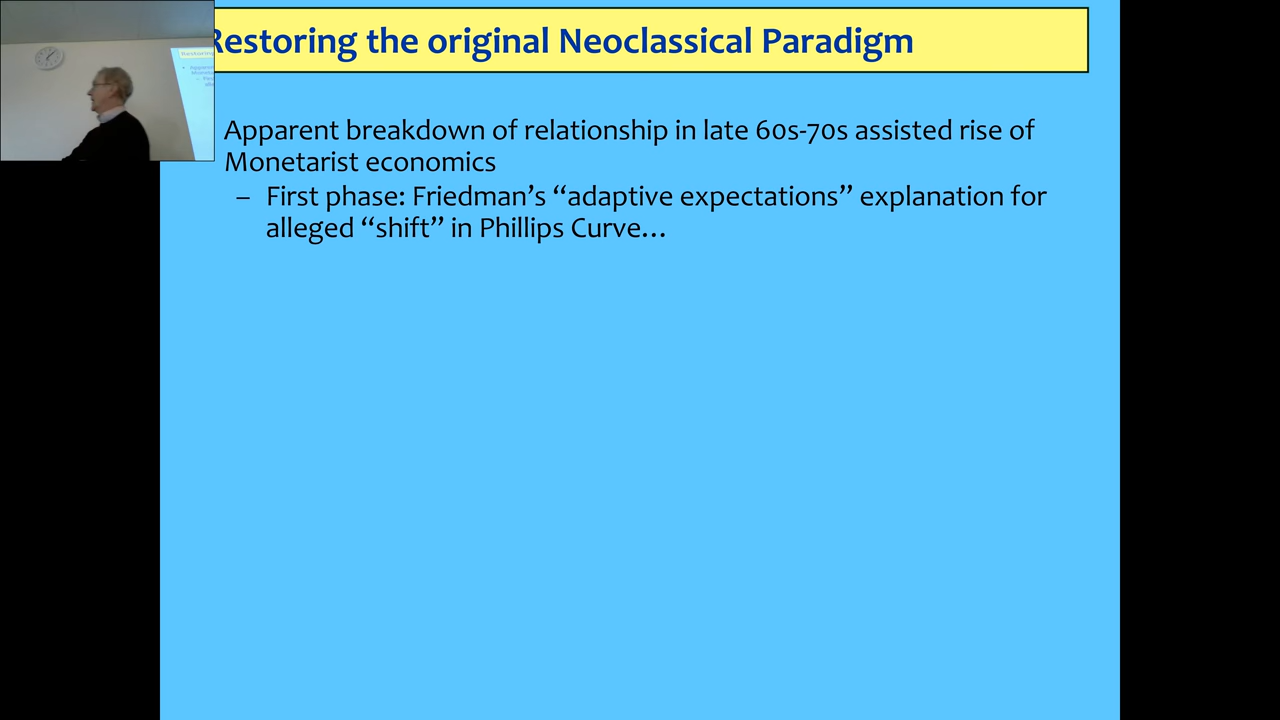 Restoring the original Neoclassical Paradigm
Apparent breakdown of relationship in late 60s-70s assisted rise of
Monetarist economics
– First phase: Friedman’s “adaptive expectations” explanation for
alleged “shift” in Phillips Curve…